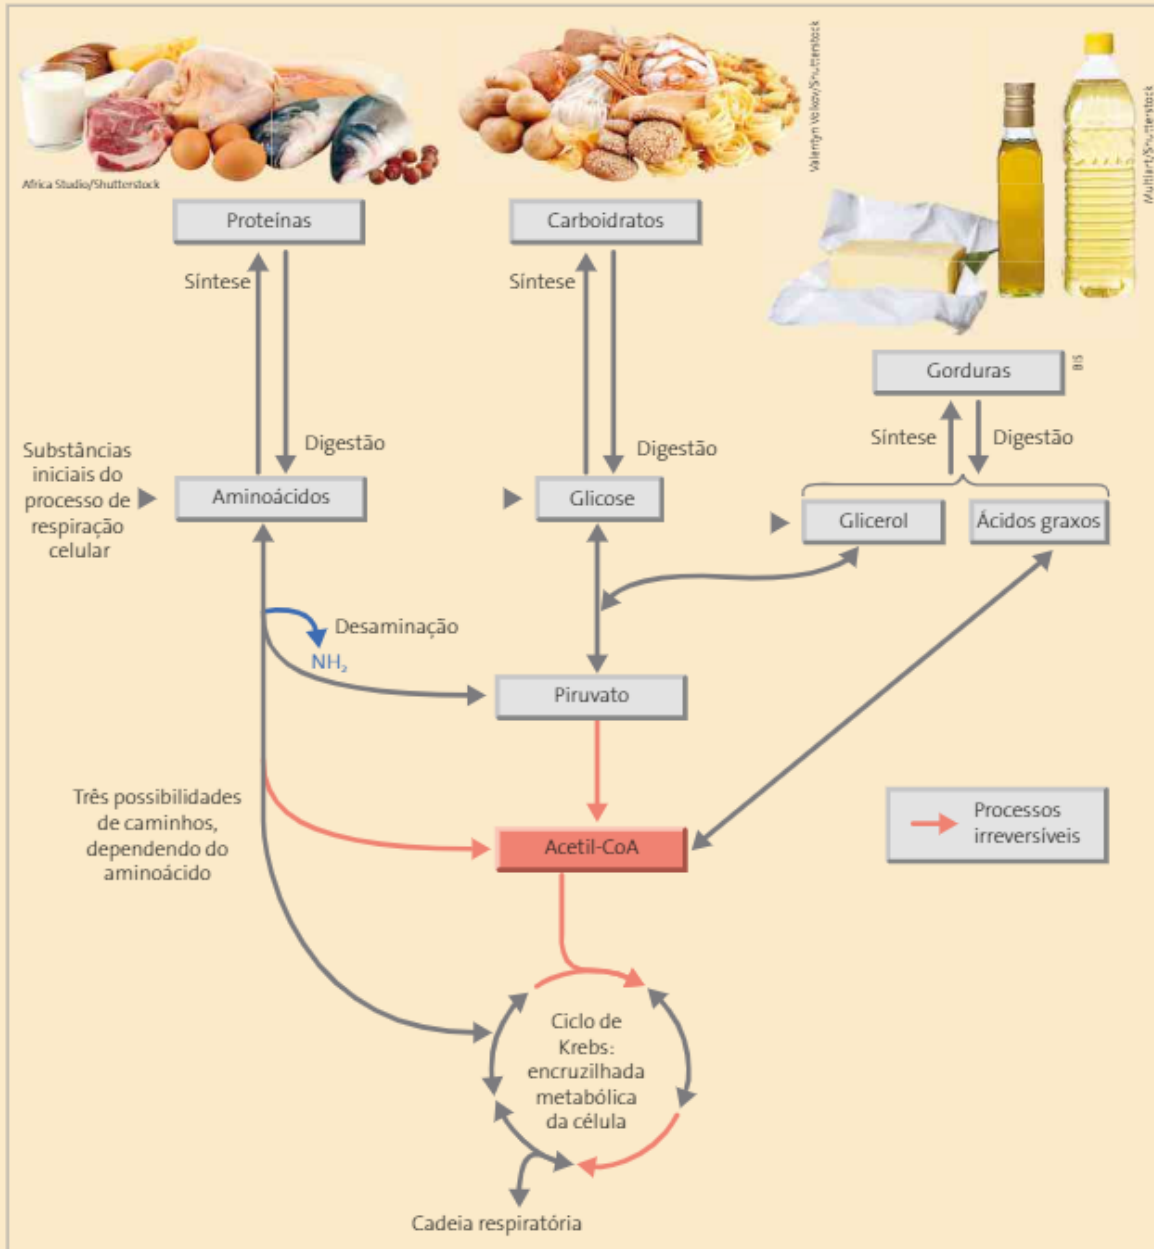 Africa Studio/Shutterstock
Valentyn Volkov/Shutterstock
Multiart/Shutterstock
BIS
Proteínas
Carboidratos
Gorduras
Síntese
Digestão
Síntese
Digestão
Síntese
Digestão
Substâncias
iniciais do
processo de
respiração
celular
Aminoácidos
Glicose
Glicerol
Ácidos graxos
Desaminação
NH₂
Piruvato
Três possibilidades
de caminhos,
dependendo do
aminoácido
Acetil-CoA
Processos
irreversíveis
Ciclo de
Krebs:
encruzilhada
metabólica
da célula
Cadeia respiratória